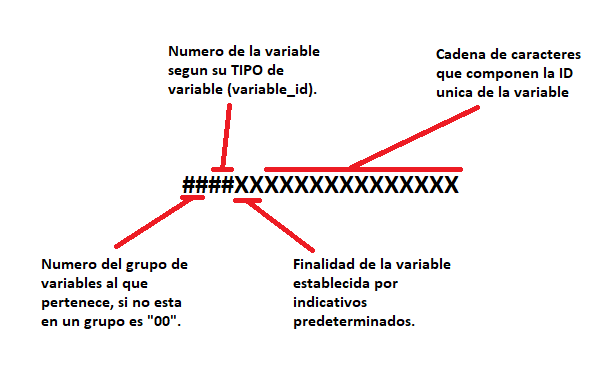 Numero de la variable
segun su TIPO de
variable (variable_id).
Cadena de caracteres
que componen la ID
unica de la variable
####XXXXXXXXXXXXXXX
Numero del grupo de
variables al que
pertenece, si no esta
en un grupo es "00".
Finalidad de la variable
establecida por
indicativos
predeterminados.